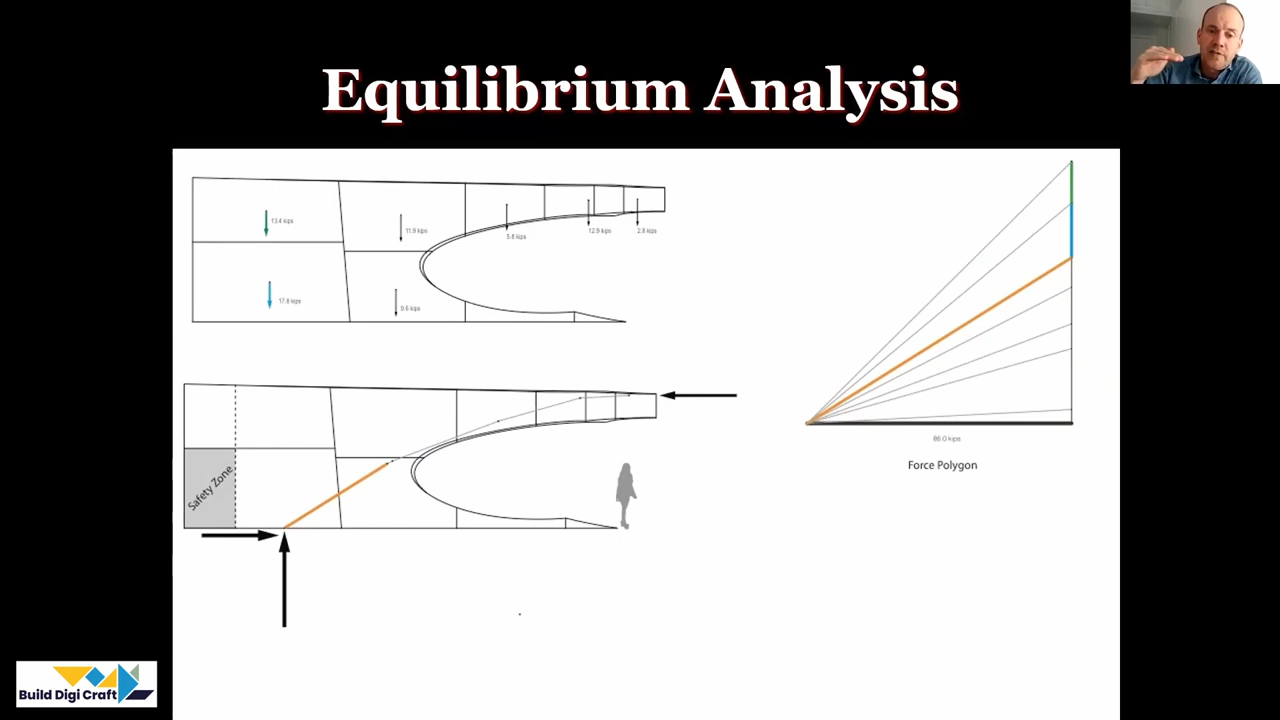 Equilibrium Analysis
13.4 kips
11.9 kips
5.8 kips
12.9 kips
2.8 kips
17.8 kips
9.6 kips
Safety Zone
86.0 kips
Force Polygon
Build Digi Craft